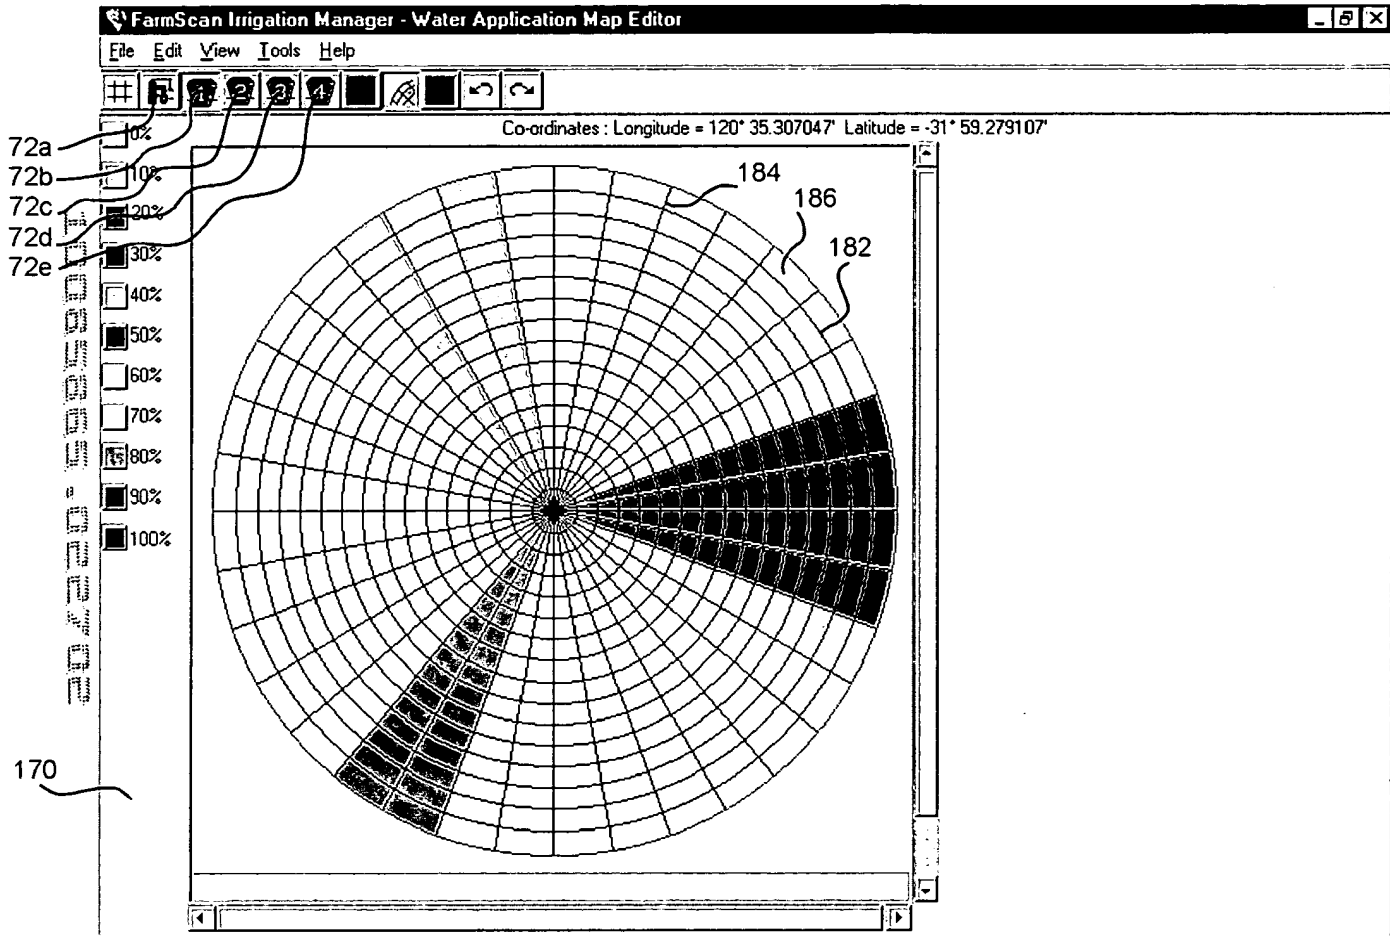 FarmScan Irrigation Manager - Water Application Map Editor
File Edit View Tools Help
1 2 3 4
Co-ordinates : Longitude = 120° 35.307047' Latitude = -31° 59.279107'
72a
72b
72c
72d
72e
0%
10%
20%
30%
40%
50%
60%
70%
80%
90%
100%
184
186
182
170